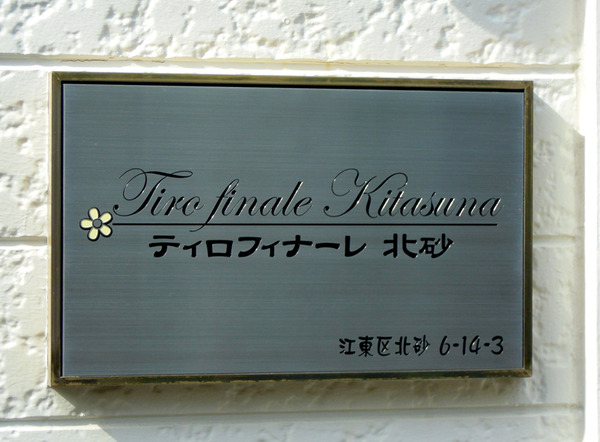 Tiro finale Kitasuna
ティロフィナーレ 北砂
江東区北砂 6-14-3